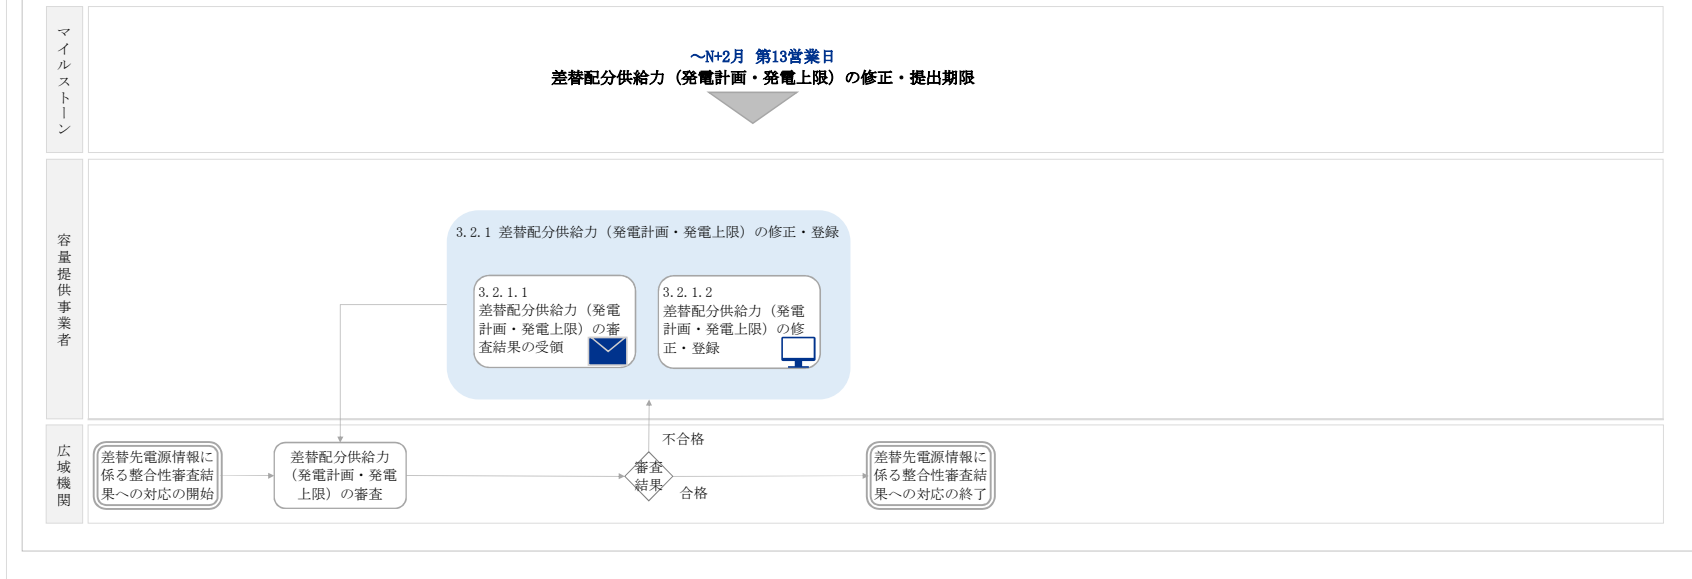 マイルストーン
～N+2月 第13営業日
差替配分供給力（発電計画・発電上限）の修正・提出期限
容量提供事業者
3.2.1 差替配分供給力（発電計画・発電上限）の修正・登録
3.2.1.1
差替配分供給力（発電
計画・発電上限）の審
査結果の受領
3.2.1.2
差替配分供給力（発電
計画・発電上限）の修
正・登録
広域機関
差替先電源情報に
係る整合性審査結
果への対応の開始
差替配分供給力
（発電計画・発電
上限）の審査
審査
結果
不合格
合格
差替先電源情報に
係る整合性審査結
果への対応の終了